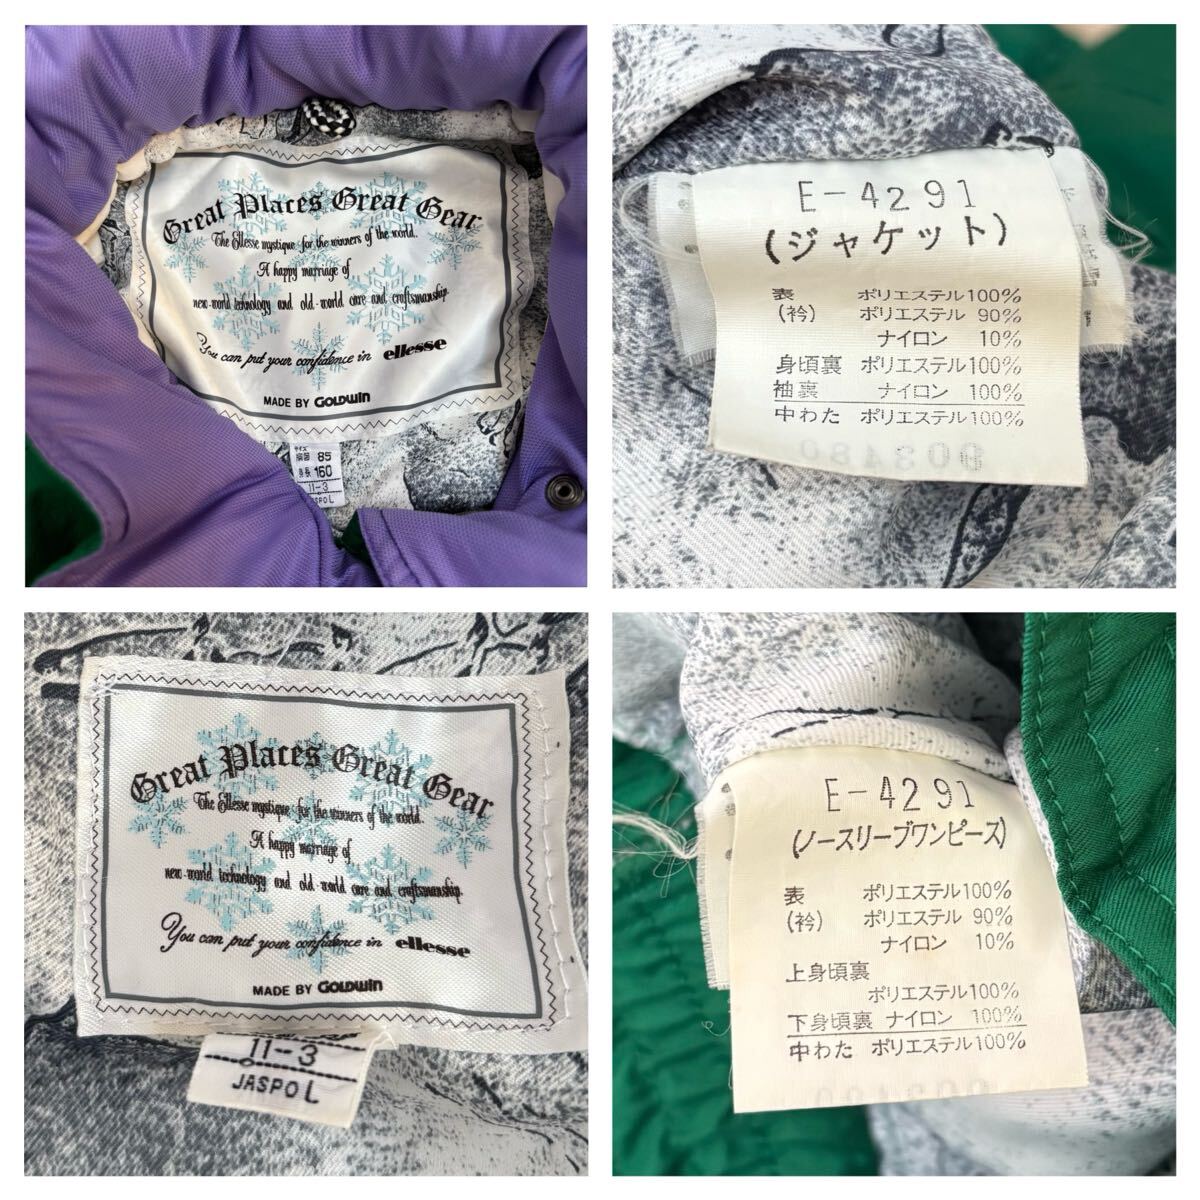 Great Places Great Gear
The Ellesse mystique for the winners of the world.
A happy marriage of
new-world technology and old-world care and craftsmanship.
You can put your confidence in ellesse
MADE BY GOLDWIN
サイズ
胸囲 85
身長 160
11-3
JASPO L
E-4291
(ジャケット)
表 ポリエステル100%
(衿) ポリエステル 90%
ナイロン 10%
身頃裏 ポリエステル100%
袖裏 ナイロン 100%
中わた ポリエステル100%
Great Places Great Gear
The Ellesse mystique for the winners of the world.
A happy marriage of
new-world technology and old-world care and craftsmanship.
You can put your confidence in ellesse
MADE BY GOLDWIN
11-3
JASPO L
E-4291
(ノースリーブワンピース)
表 ポリエステル100%
(衿) ポリエステル 90%
ナイロン 10%
上身頃裏
ポリエステル100%
下身頃裏 ナイロン 100%
中わた ポリエステル100%